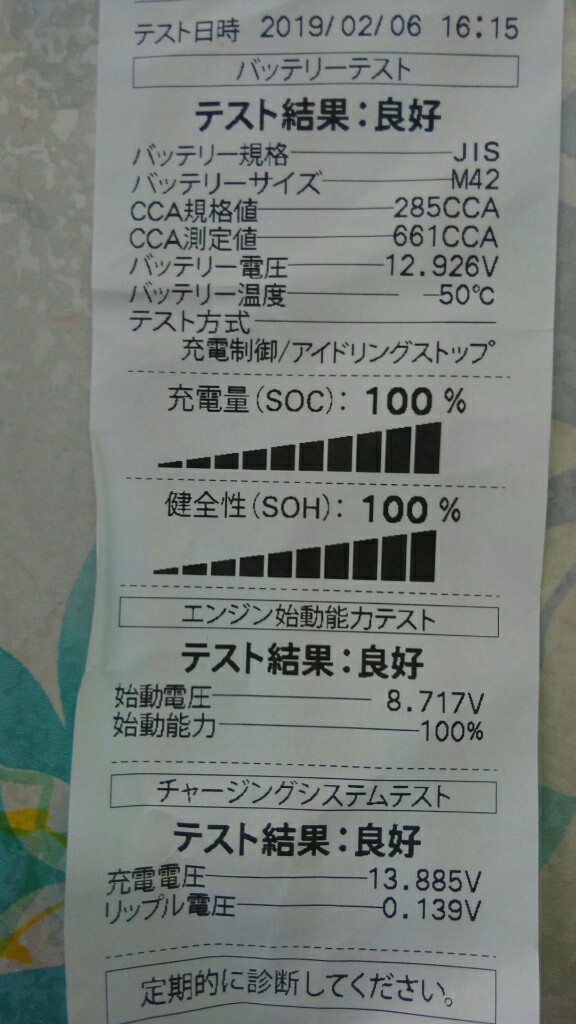 テスト日時 2019/02/06 16:15
バッテリーテスト
テスト結果:良好
バッテリー規格 JIS
バッテリーサイズ M42
CCA規格値 285CCA
CCA測定値 661CCA
バッテリー電圧 12.926V
バッテリー温度 -50℃
テスト方式
充電制御/アイドリングストップ
充電量(SOC): 100 %
健全性(SOH): 100 %
エンジン始動能力テスト
テスト結果:良好
始動電圧 8.717V
始動能力 100%
チャージングシステムテスト
テスト結果:良好
充電電圧 13.885V
リップル電圧 0.139V
定期的に診断してください。